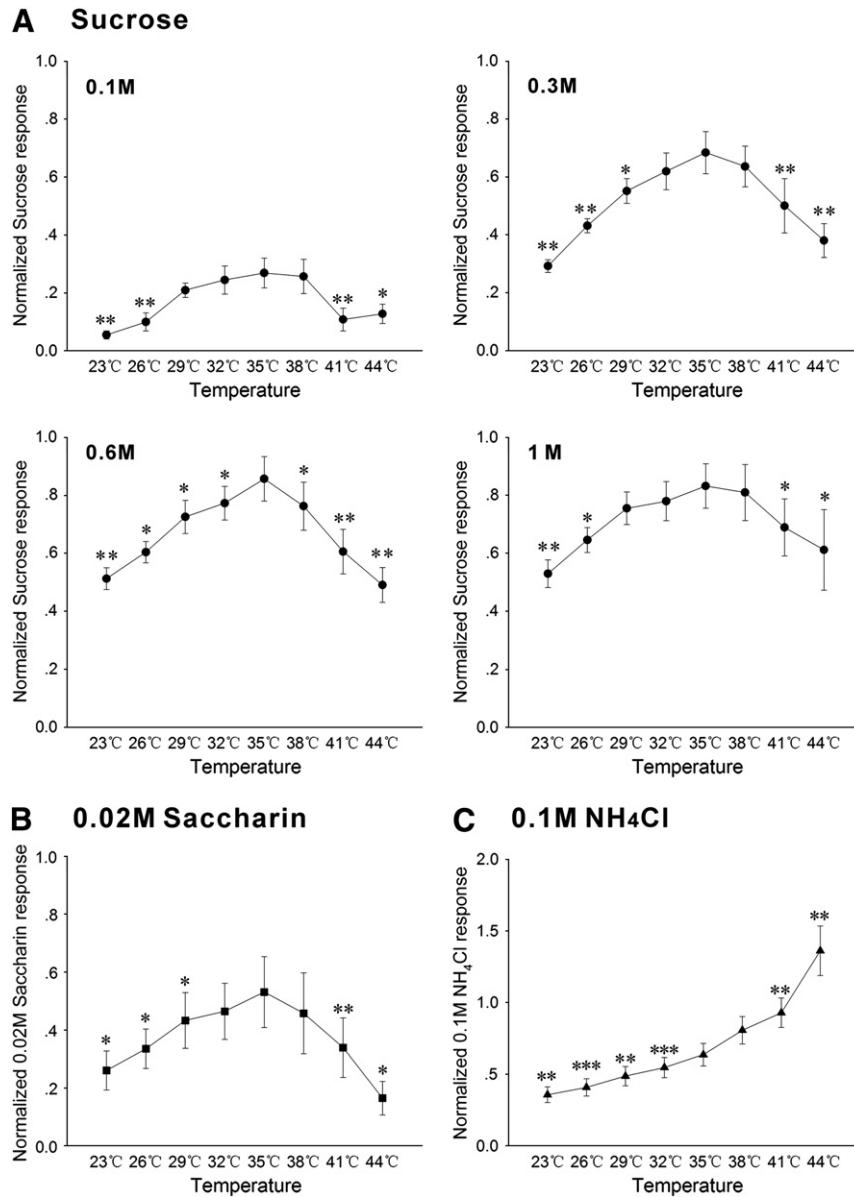 A Sucrose
0.1M
Normalized Sucrose response
1.0
.8
.6
.4
.2
0.0
** ** ** *
23℃ 26℃ 29℃ 32℃ 35℃ 38℃ 41℃ 44℃
Temperature
0.3M
Normalized Sucrose response
1.0
.8
.6
.4
.2
0.0
** ** * ** **
23℃ 26℃ 29℃ 32℃ 35℃ 38℃ 41℃ 44℃
Temperature
0.6M
Normalized Sucrose response
1.0
.8
.6
.4
.2
0.0
** * * * * ** **
23℃ 26℃ 29℃ 32℃ 35℃ 38℃ 41℃ 44℃
Temperature
1 M
Normalized Sucrose response
1.0
.8
.6
.4
.2
0.0
** * * *
23℃ 26℃ 29℃ 32℃ 35℃ 38℃ 41℃ 44℃
Temperature
B 0.02M Saccharin
Normalized 0.02M Saccharin response
1.0
.8
.6
.4
.2
0.0
* * * ** *
23℃ 26℃ 29℃ 32℃ 35℃ 38℃ 41℃ 44℃
Temperature
C 0.1M NH₄Cl
Normalized 0.1M NH₄Cl response
2.0
1.5
1.0
.5
0.0
** *** ** *** ** **
23℃ 26℃ 29℃ 32℃ 35℃ 38℃ 41℃ 44℃
Temperature